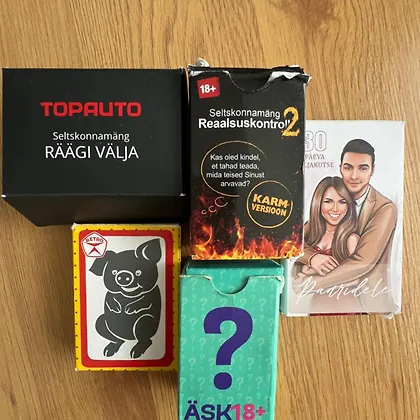 TOPAUTO
Seltskonnamäng
RÄÄGI VÄLJA
18+
Seltskonnamäng
Reaalsuskontroll 2
Kas oled kindel,
et tahad teada,
mida teised Sinust
arvavad?
KARM
VERSIOON
30
PÄEVA
Paaridele
RETRO
?
ÄSK18+